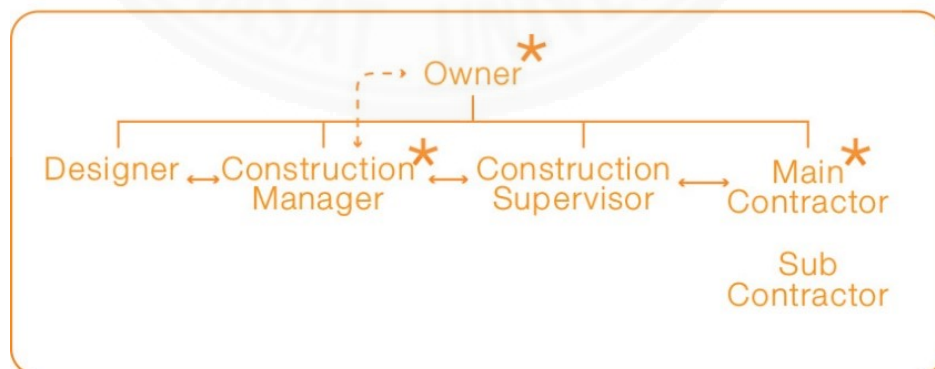 Owner*
Designer
Construction*
Manager
Construction
Supervisor
Main*
Contractor
Sub
Contractor